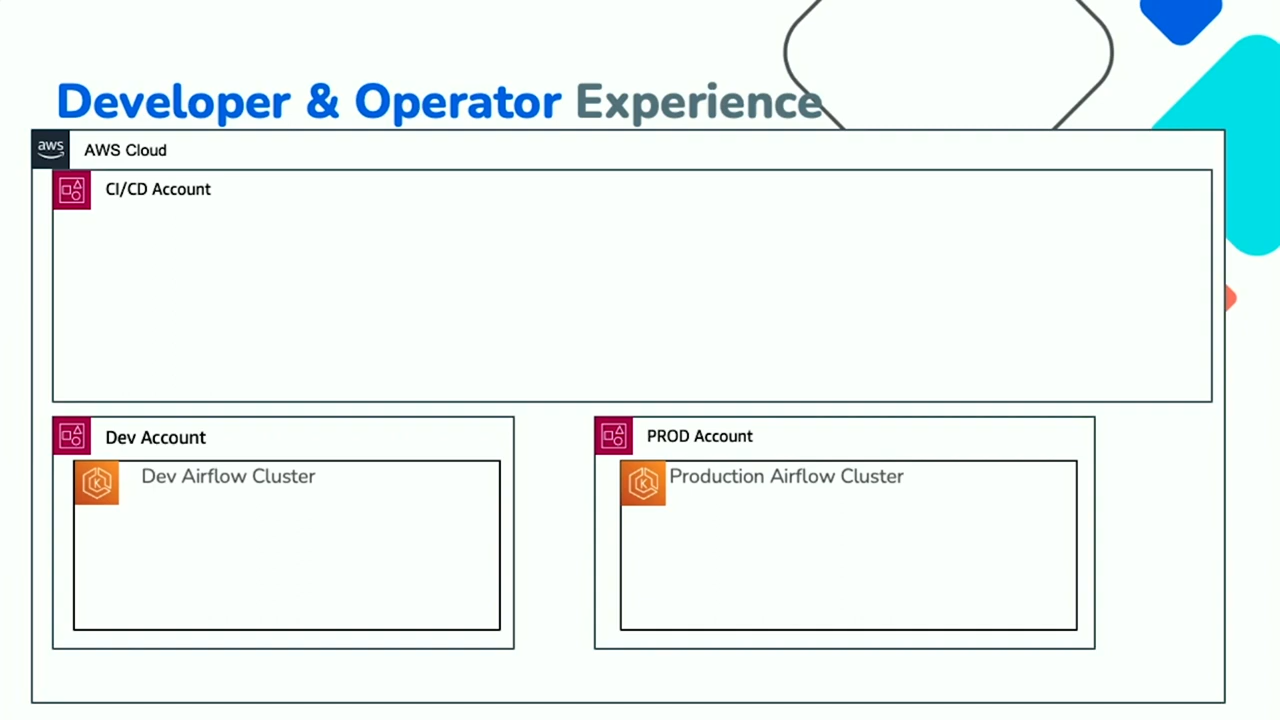 Developer & Operator Experience
aws
AWS Cloud
CI/CD Account
Dev Account
Dev Airflow Cluster
PROD Account
Production Airflow Cluster